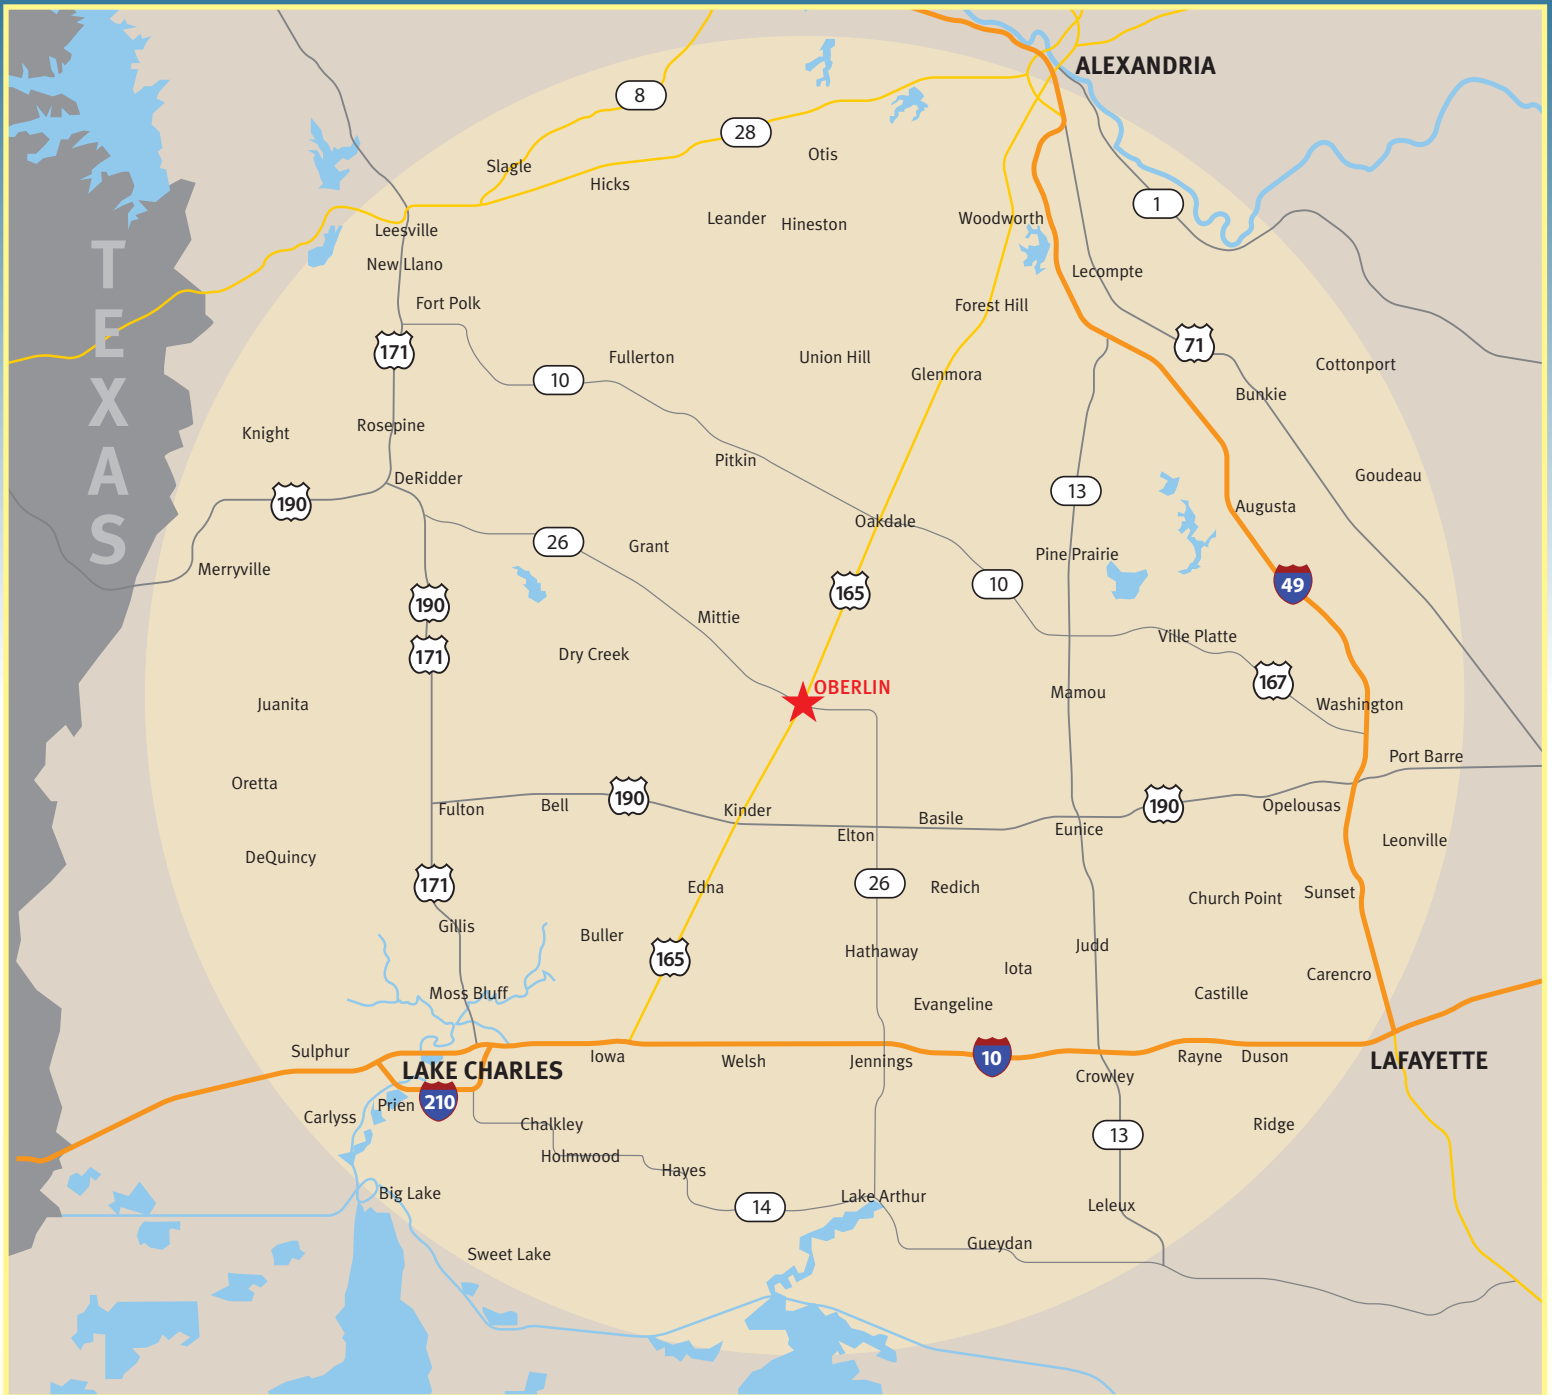 ALEXANDRIA
8
28
Otis
Slagle
Hicks
1
Leander
Hineston
Woodworth
Leesville
New Llano
Lecompte
TEXAS
Fort Polk
Forest Hill
171
71
Fullerton
Union Hill
Cottonport
Glenmora
10
Bunkie
Rosepine
Knight
Pitkin
DeRidder
Goudeau
13
190
Augusta
Oakdale
26
Grant
Pine Prairie
Merryville
10
49
165
190
Mittie
Ville Platte
171
Dry Creek
167
OBERLIN
Mamou
Juanita
Washington
Port Barre
Oretta
190
Bell
190
Opelousas
Fulton
Kinder
Basile
Eunice
Elton
Leonville
DeQuincy
171
Edna
26
Redich
Sunset
Church Point
Gillis
Buller
Judd
Hathaway
165
Iota
Carencro
Moss Bluff
Castille
Evangeline
Sulphur
Iowa
10
Rayne
Duson
Welsh
Jennings
LAFAYETTE
LAKE CHARLES
Crowley
210
Prien
Carlyss
Chalkley
Ridge
13
Holmwood
Hayes
Big Lake
Lake Arthur
14
Leleux
Gueydan
Sweet Lake